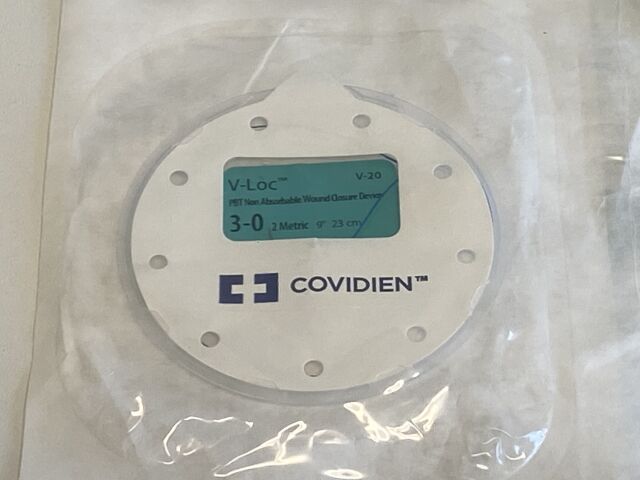 V-Loc™ V-20
PBT Non Absorbable Wound Closure Device
3-0 2 Metric 9" 23 cm
COVIDIEN™